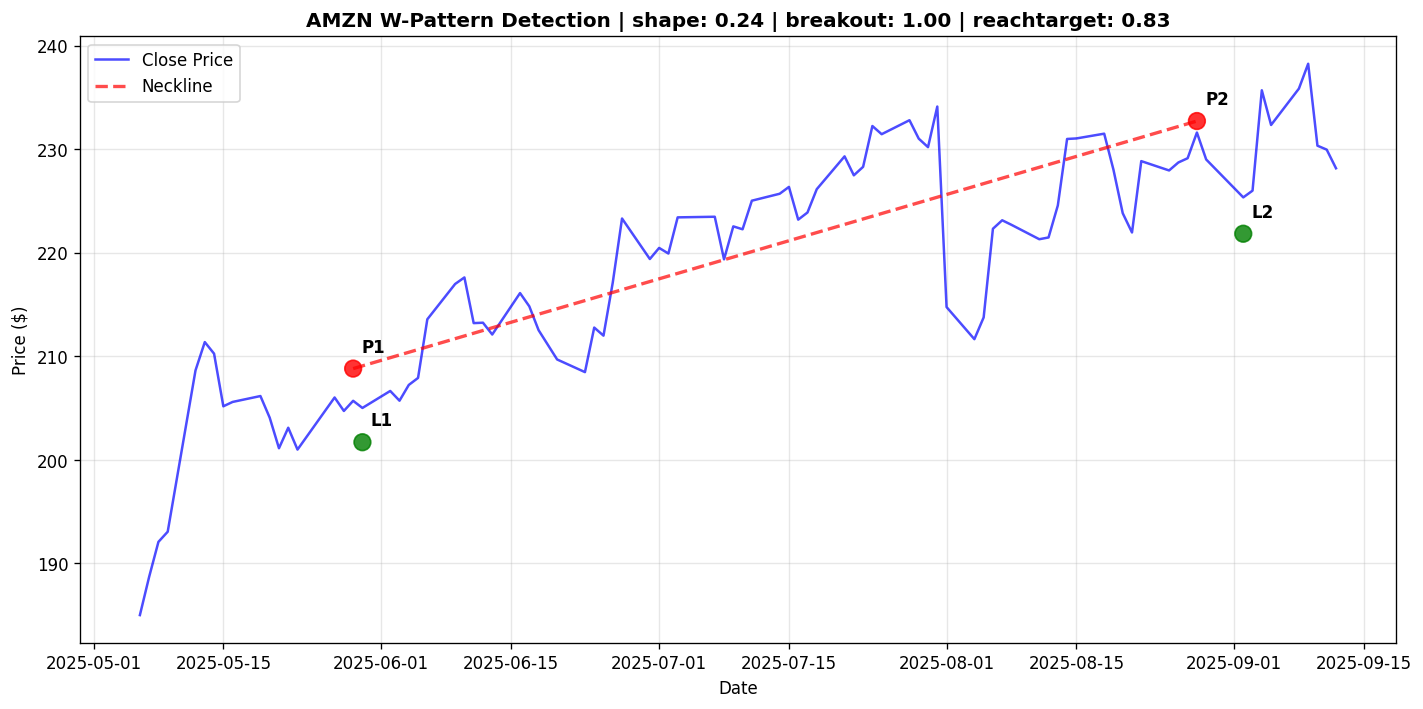 AMZN W-Pattern Detection | shape: 0.24 | breakout: 1.00 | reachtarget: 0.83
Close Price
Neckline
240
230
220
210
200
190
Price ($)
P1
L1
P2
L2
2025-05-01
2025-05-15
2025-06-01
2025-06-15
2025-07-01
2025-07-15
2025-08-01
2025-08-15
2025-09-01
2025-09-15
Date